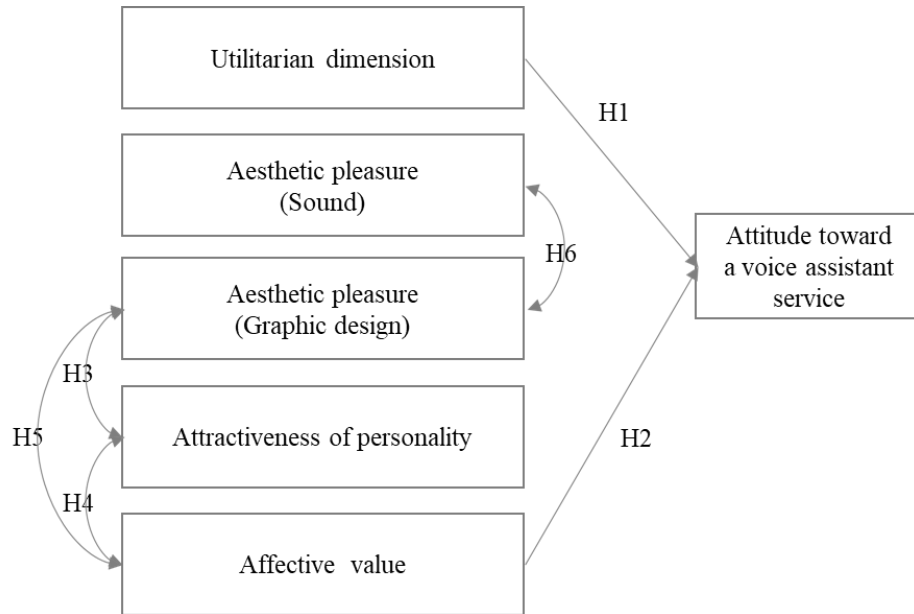 Utilitarian dimension
H1
Aesthetic pleasure
(Sound)
H6
Attitude toward
a voice assistant
service
Aesthetic pleasure
(Graphic design)
H3
H5
Attractiveness of personality
H2
H4
Affective value